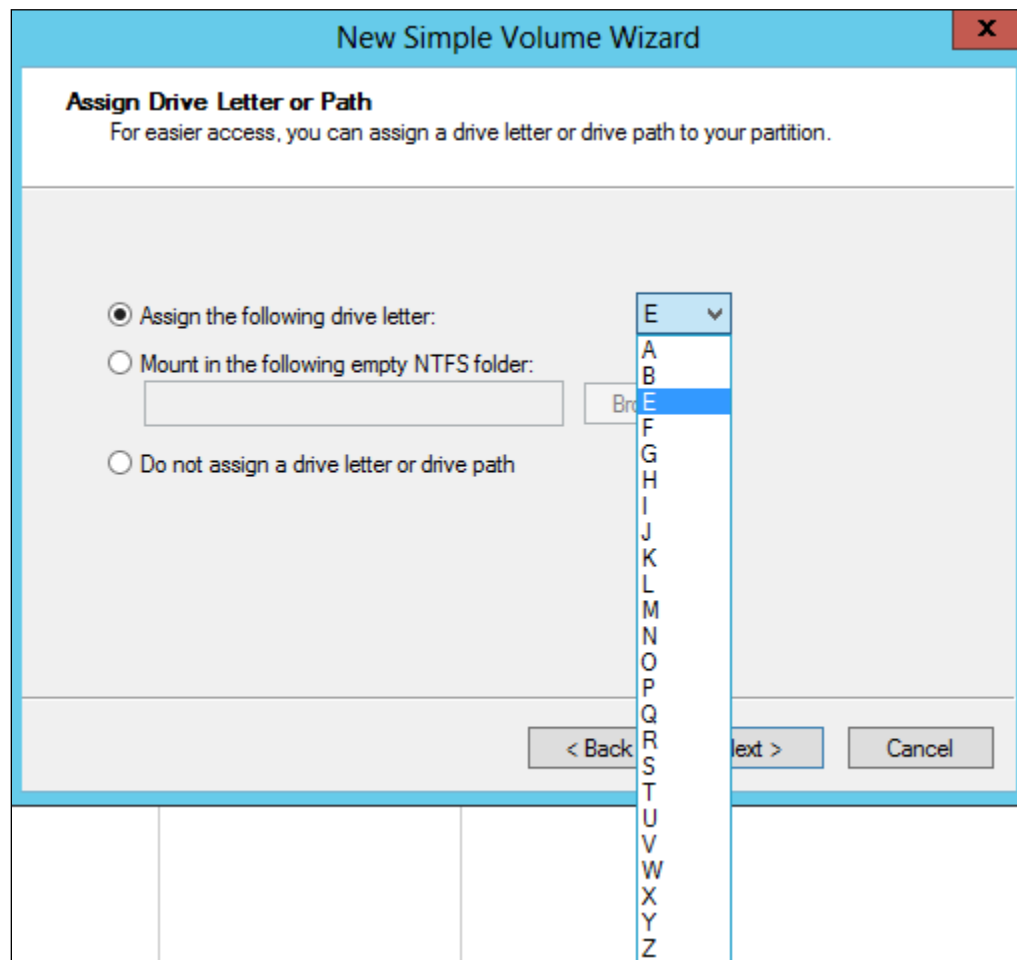 New Simple Volume Wizard
x
Assign Drive Letter or Path
For easier access, you can assign a drive letter or drive path to your partition.
Assign the following drive letter:
E
Mount in the following empty NTFS folder:
Do not assign a drive letter or drive path
A
B
E
F
G
H
I
J
K
L
M
N
O
P
Q
R
S
T
U
V
W
X
Y
Z
< Back
Cancel